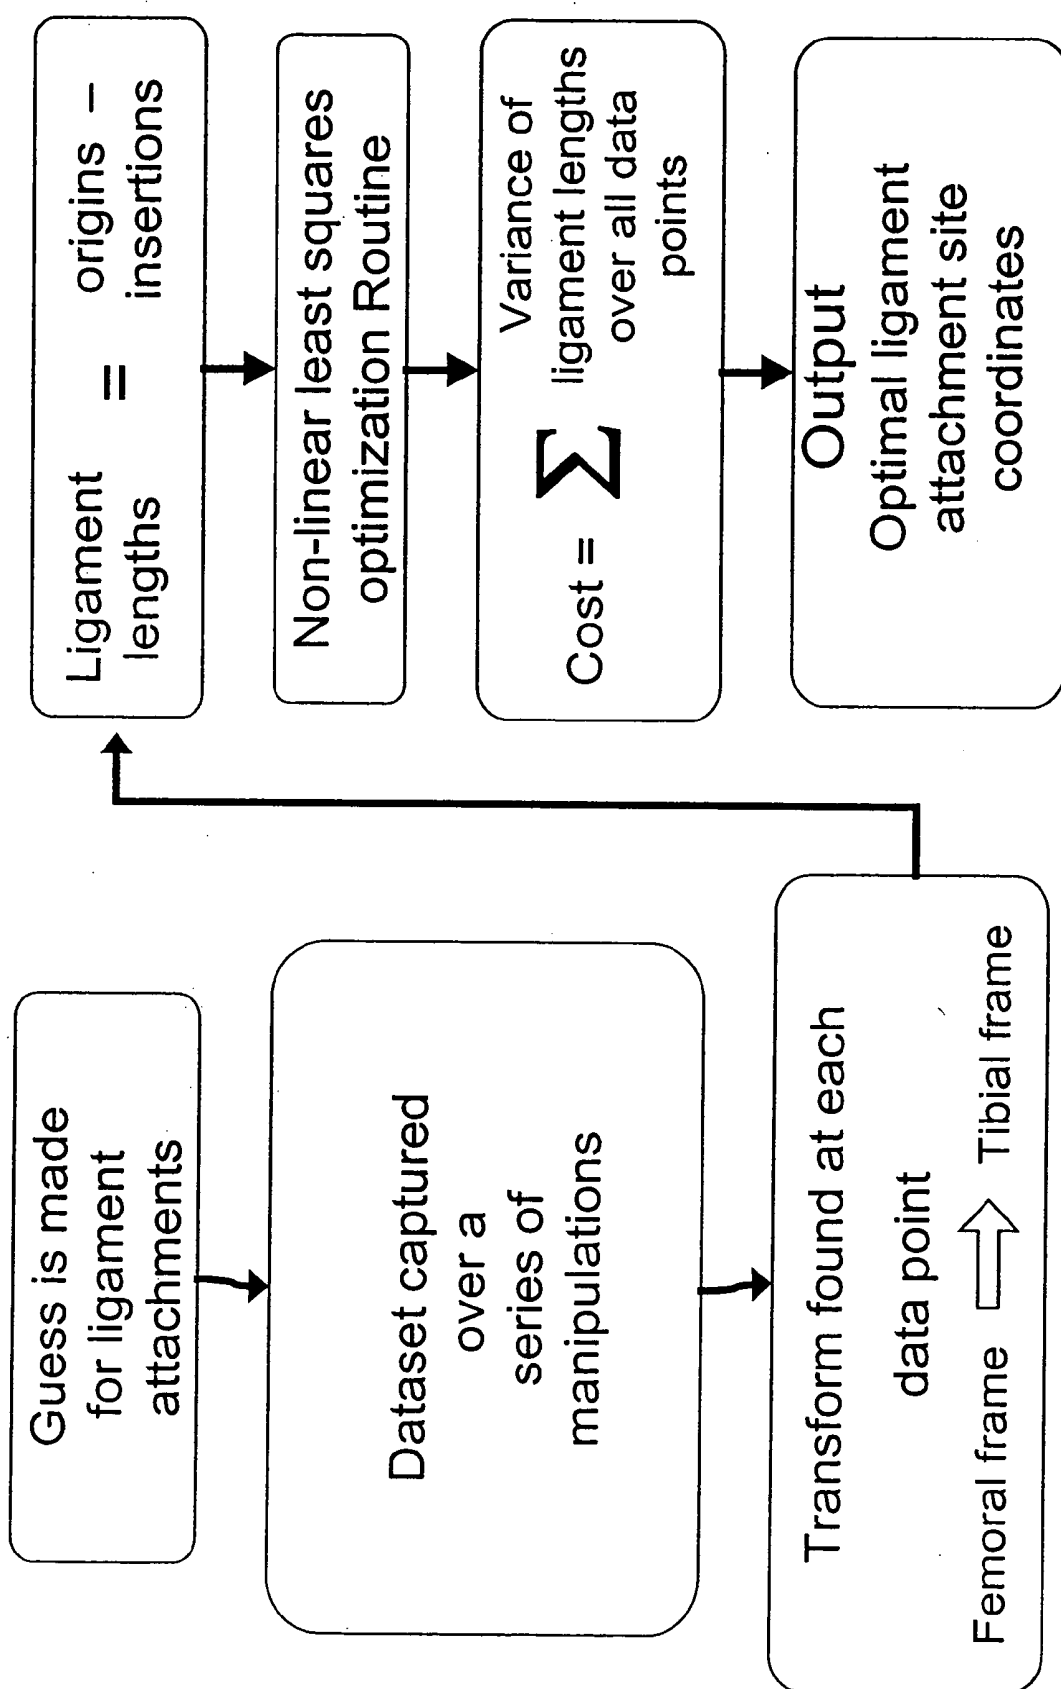 Guess is made
for ligament
attachments
Dataset captured
over a
series of
manipulations
Transform found at each
data point
Femoral frame Tibial frame
Ligament = origins –
lengths insertions
Non-linear least squares
optimization Routine
Variance of
Cost = Σ ligament lengths
over all data
points
Output
Optimal ligament
attachment site
coordinates